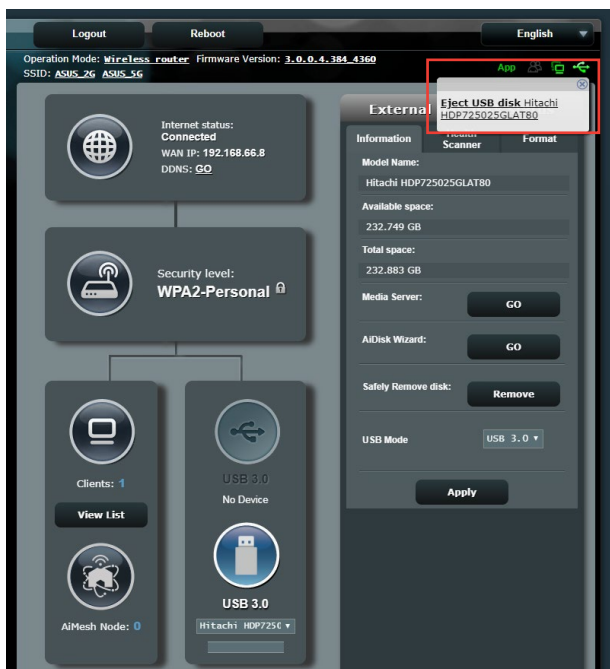 Logout
Reboot
English
Operation Mode: Wireless router Firmware Version: 3.0.0.4.384_4360
SSID: ASUS_2G ASUS_5G
App
Eject USB disk Hitachi
HDP725025GLAT80
Internet status:
Connected
WAN IP: 192.168.66.8
DDNS: GO
Security level:
WPA2-Personal
Clients: 1
View List
AiMesh Node: 0
USB 3.0
No Device
USB 3.0
Hitachi HDP725C
External
Information
Scanner
Format
Model Name:
Hitachi HDP725025GLAT80
Available space:
232.749 GB
Total space:
232.883 GB
Media Server:
GO
AiDisk Wizard:
GO
Safely Remove disk:
Remove
USB Mode
USB 3.0
Apply